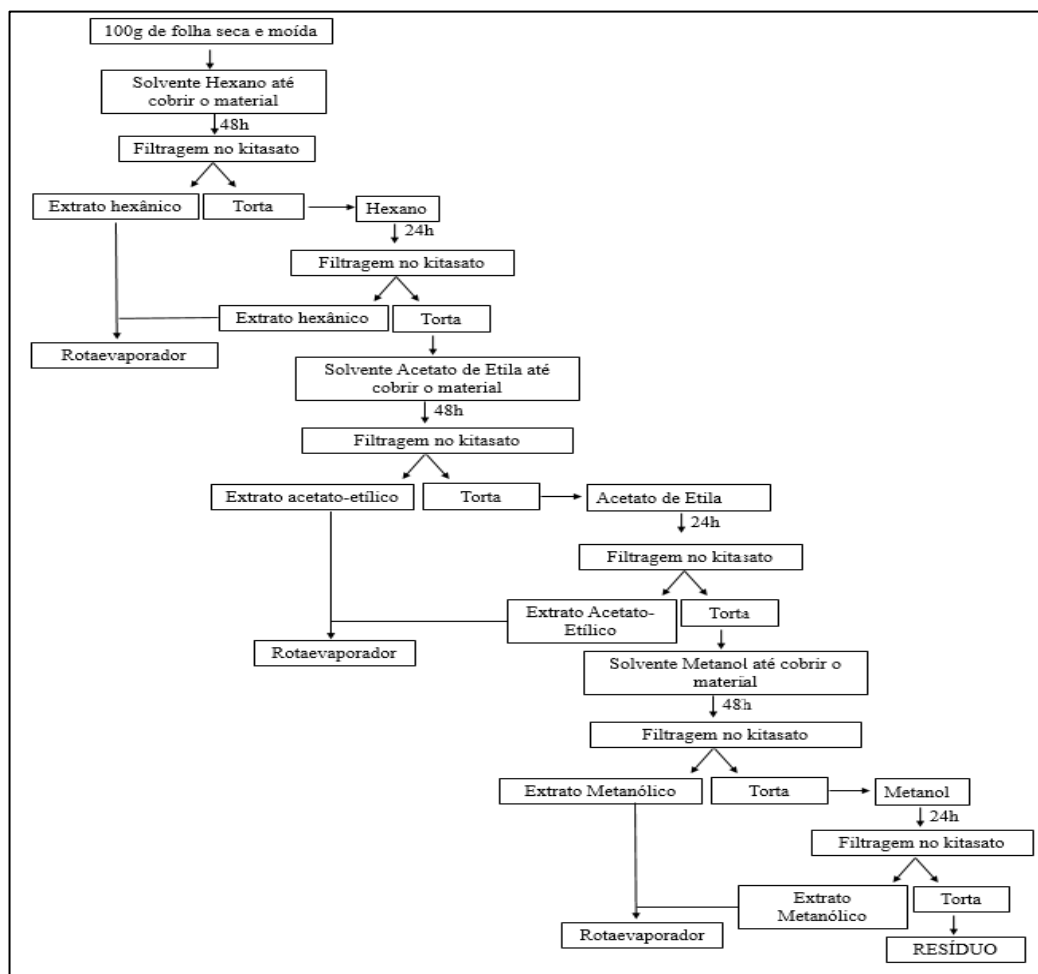 100g de folha seca e moída
Solvente Hexano até
cobrir o material
48h
Filtragem no kitasato
Extrato hexânico
Torta
Hexano
24h
Filtragem no kitasato
Extrato hexânico
Torta
Rotaevaporador
Solvente Acetato de Etila até
cobrir o material
48h
Filtragem no kitasato
Extrato acetato-etílico
Torta
Acetato de Etila
24h
Filtragem no kitasato
Extrato Acetato-
Etílico
Torta
Rotaevaporador
Solvente Metanol até cobrir o
material
48h
Filtragem no kitasato
Extrato Metanólico
Torta
Metanol
24h
Filtragem no kitasato
Extrato
Metanólico
Torta
Rotaevaporador
RESÍDUO